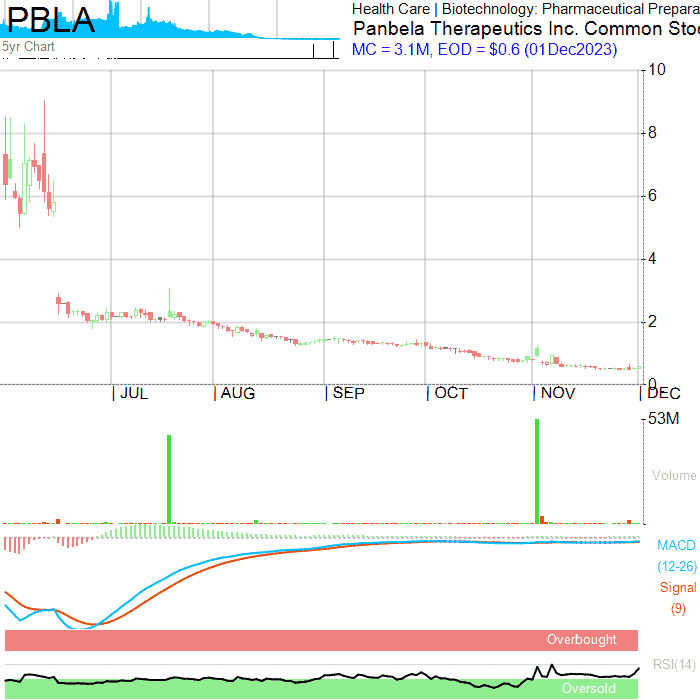 PBLA
5yr Chart
Health Care | Biotechnology: Pharmaceutical Prepara
Panbela Therapeutics Inc. Common Stoc
MC = 3.1M, EOD = $0.6 (01Dec2023)
10
8
6
4
2
0
JUL
AUG
SEP
OCT
NOV
DEC
53M
Volume
MACD
(12-26)
Signal
(9)
Overbought
RSI(14)
Oversold